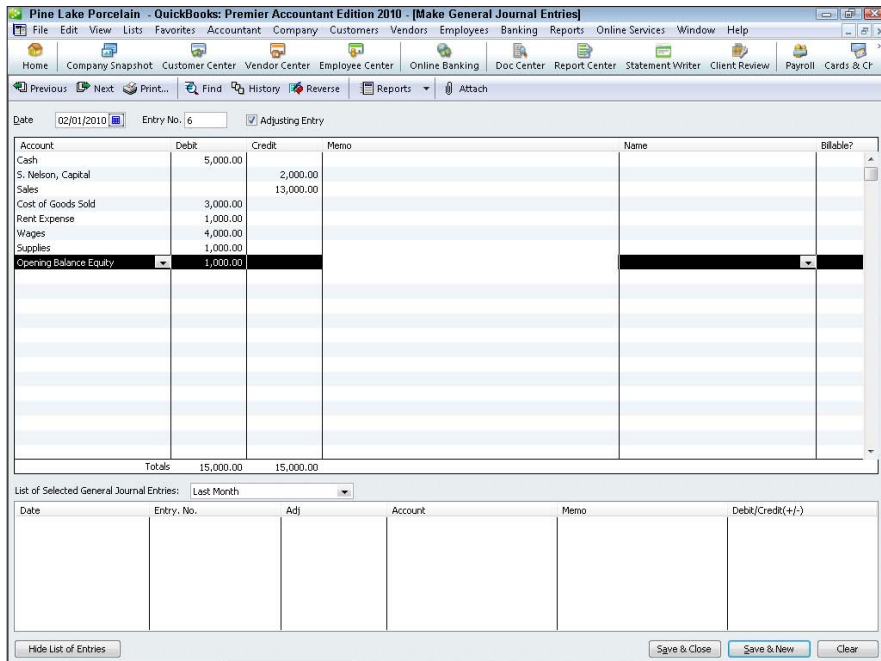 Pine Lake Porcelain - QuickBooks: Premier Accountant Edition 2010 - [Make General Journal Entries]
File Edit View Lists Favorites Accountant Company Customers Vendors Employees Banking Reports Online Services Window Help
Home Company Snapshot Customer Center Vendor Center Employee Center Online Banking Doc Center Report Center Statement Writer Client Review Payroll Cards & Ch
Previous Next Print... Find History Reverse Reports Attach
Date 02/01/2010 Entry No. 6 Adjusting Entry
Account Debit Credit Memo Name Billable?
Cash 5,000.00
S. Nelson, Capital 2,000.00
Sales 13,000.00
Cost of Goods Sold 3,000.00
Rent Expense 1,000.00
Wages 4,000.00
Supplies 1,000.00
Opening Balance Equity 1,000.00
Totals 15,000.00 15,000.00
List of Selected General Journal Entries: Last Month
Date Entry. No. Adj Account Memo Debit/Credit(+/-)
Hide List of Entries Save & Close Save & New Clear